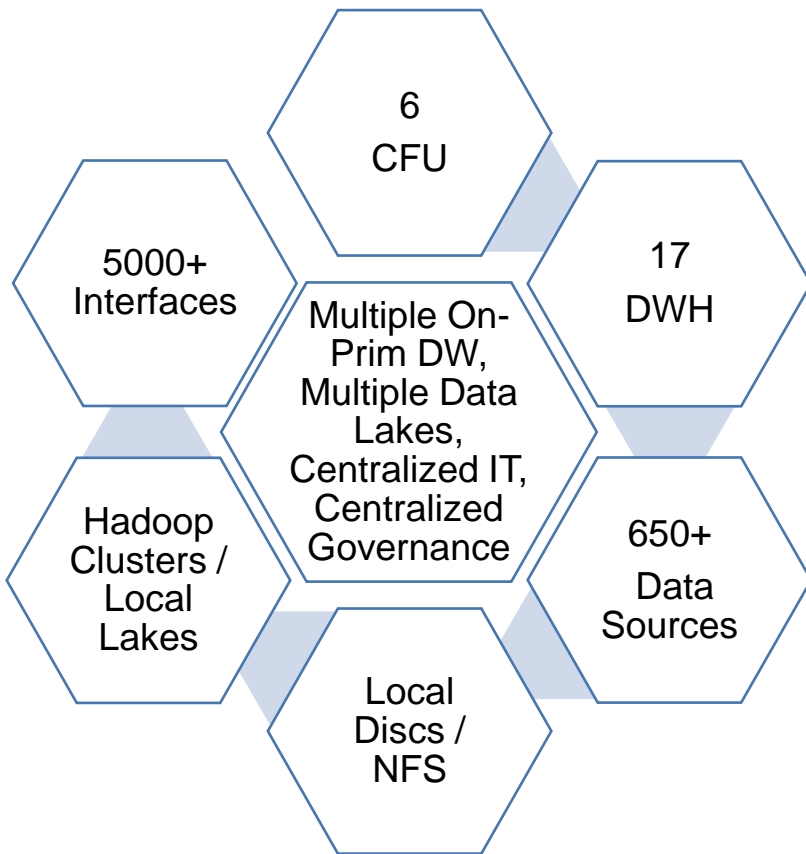 6
CFU
17
DWH
5000+
Interfaces
Multiple On-
Prim DW,
Multiple Data
Lakes,
Centralized IT,
Centralized
Governance
650+
Data
Sources
Hadoop
Clusters /
Local
Lakes
Local
Discs /
NFS